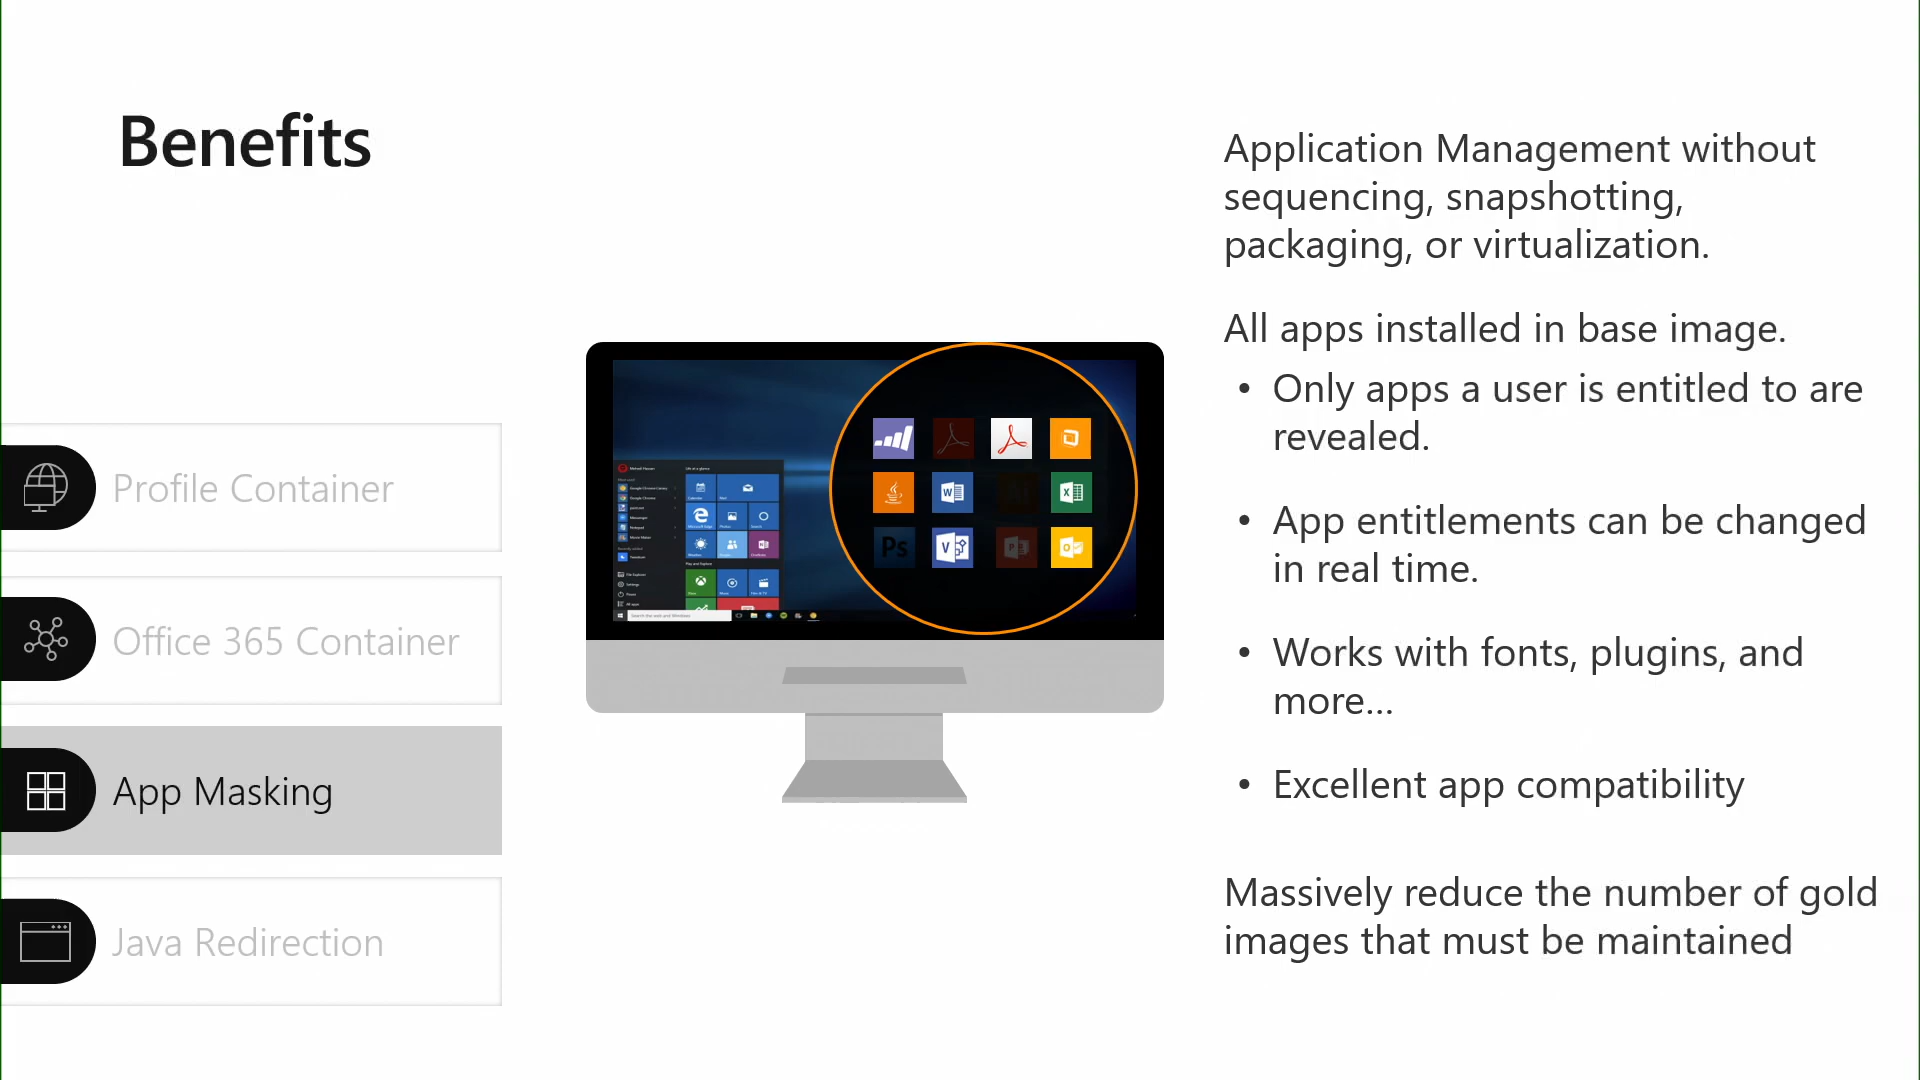 Benefits
Profile Container
Office 365 Container
App Masking
Java Redirection
Ps
Application Management without
sequencing, snapshotting,
packaging, or virtualization.
All apps installed in base image.
• Only apps a user is entitled to are
revealed.
• App entitlements can be changed
in real time.
• Works with fonts, plugins, and
more...
• Excellent app compatibility
Massively reduce the number of gold
images that must be maintained